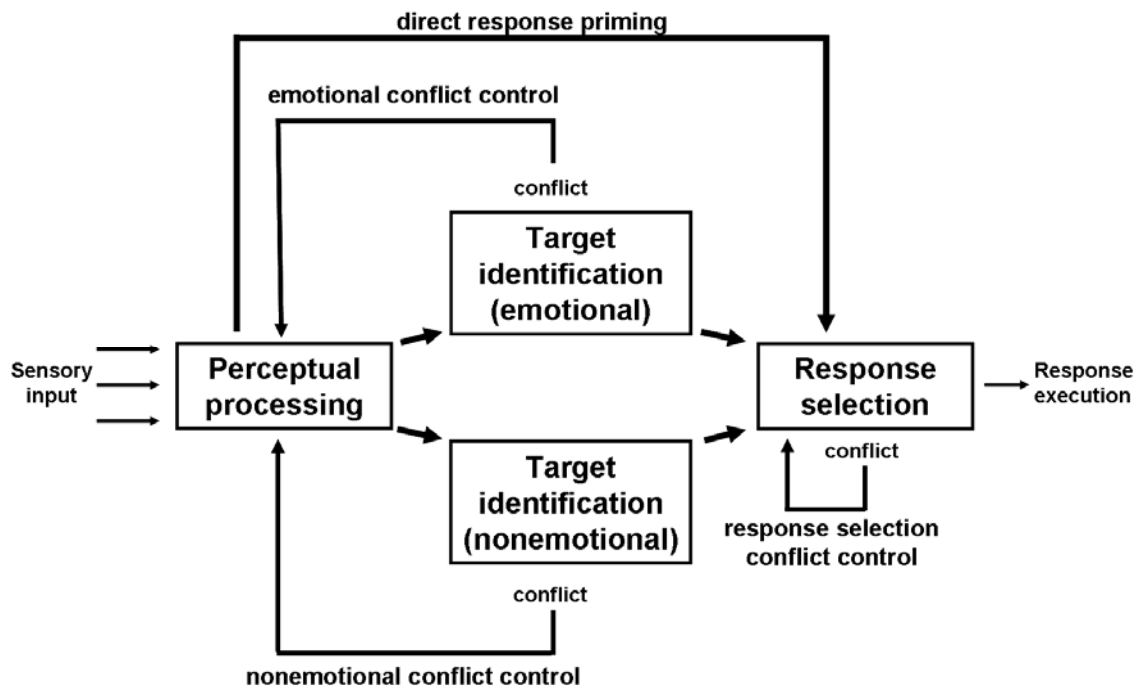 direct response priming
emotional conflict control
conflict
Target
identification
(emotional)
Sensory
input
Perceptual
processing
Response
selection
Response
execution
conflict
Target
identification
(nonemotional)
response selection
conflict control
conflict
nonemotional conflict control